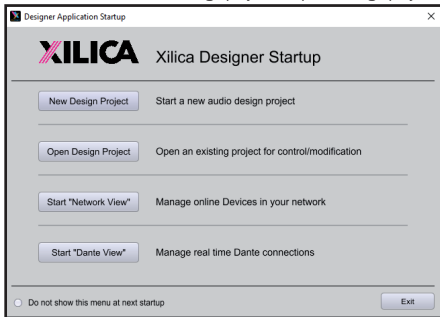 Designer Application Startup
XILICA
Xilica Designer Startup
New Design Project
Start a new audio design project
Open Design Project
Open an existing project for control/modification
Start "Network View"
Manage online Devices in your network
Start "Dante View"
Manage real time Dante connections
Do not show this menu at next startup
Exit